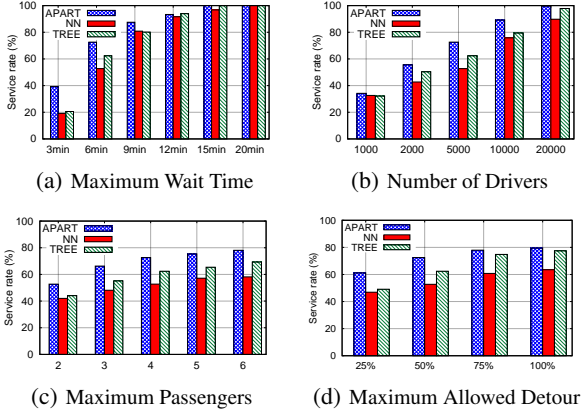 APART
NN
TREE
Service rate (%)
100
80
60
40
20
0
3min 6min 9min 12min 15min 20min
(a) Maximum Wait Time
APART
NN
TREE
Service rate (%)
100
80
60
40
20
0
1000 2000 5000 10000 20000
(b) Number of Drivers
APART
NN
TREE
Service rate (%)
100
80
60
40
20
0
2 3 4 5 6
(c) Maximum Passengers
APART
NN
TREE
Service rate (%)
100
80
60
40
20
0
25% 50% 75% 100%
(d) Maximum Allowed Detour